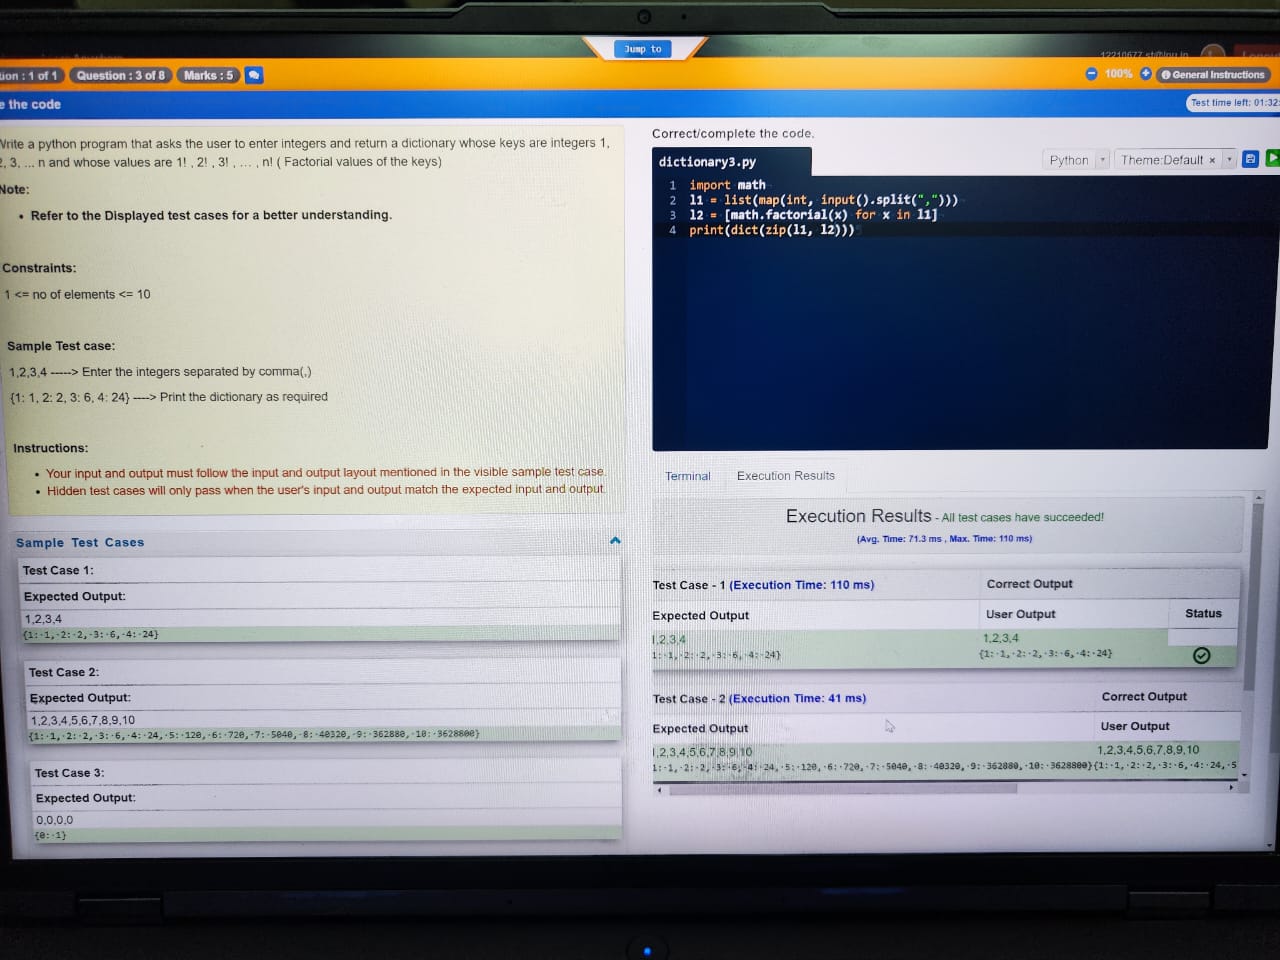 Jump to
12210677.st@lpu.in
ion : 1 of 1 Question : 3 of 8 Marks : 5 100% General Instructions
e the code Test time left: 01:32:
Write a python program that asks the user to enter integers and return a dictionary whose keys are integers 1,
2, 3, ... n and whose values are 1! , 2! , 3! , ... , n! ( Factorial values of the keys)
Note:
• Refer to the Displayed test cases for a better understanding.
Constraints:
1 <= no of elements <= 10
Sample Test case:
1,2,3,4 -----> Enter the integers separated by comma(,)
{1: 1, 2: 2, 3: 6, 4: 24} ----> Print the dictionary as required
Instructions:
• Your input and output must follow the input and output layout mentioned in the visible sample test case.
• Hidden test cases will only pass when the user's input and output match the expected input and output.
Sample Test Cases
Test Case 1:
Expected Output:
1,2,3,4
{1:·1,·2:·2,·3:·6,·4:·24}
Test Case 2:
Expected Output:
1,2,3,4,5,6,7,8,9,10
{1:·1,·2:·2,·3:·6,·4:·24,·5:·120,·6:·720,·7:·5040,·8:·40320,·9:·362880,·10:·3628800}
Test Case 3:
Expected Output:
0,0,0,0
{0:·1}
Correct/complete the code.
dictionary3.py Python Theme:Default ×
1 import math
2 l1 = list(map(int, input().split(",")))
3 l2 = [math.factorial(x) for x in l1]
4 print(dict(zip(l1, l2)))
Terminal Execution Results
Execution Results - All test cases have succeeded!
(Avg. Time: 71.3 ms , Max. Time: 110 ms)
Test Case - 1 (Execution Time: 110 ms) Correct Output
Expected Output User Output Status
1,2,3,4 1,2,3,4
1:·1,·2:·2,·3:·6,·4:·24} {1:·1,·2:·2,·3:·6,·4:·24}
Test Case - 2 (Execution Time: 41 ms) Correct Output
Expected Output User Output
1,2,3,4,5,6,7,8,9,10 1,2,3,4,5,6,7,8,9,10
1:·1,·2:·2,·3:·6,·4:·24,·5:·120,·6:·720,·7:·5040,·8:·40320,·9:·362880,·10:·3628800} {1:·1,·2:·2,·3:·6,·4:·24,·5